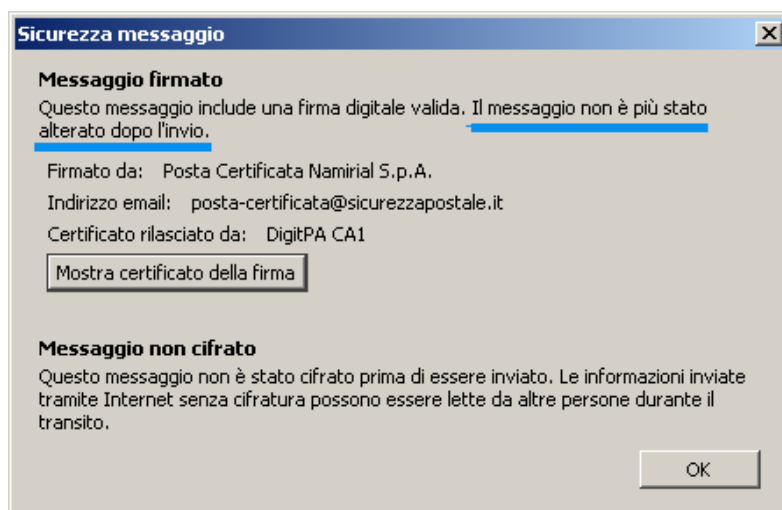 Sicurezza messaggio
Messaggio firmato
Questo messaggio include una firma digitale valida. Il messaggio non è più stato
alterato dopo l'invio.
Firmato da: Posta Certificata Namirial S.p.A.
Indirizzo email: posta-certificata@sicurezzapostale.it
Certificato rilasciato da: DigitPA CA1
Mostra certificato della firma
Messaggio non cifrato
Questo messaggio non è stato cifrato prima di essere inviato. Le informazioni inviate
tramite Internet senza cifratura possono essere lette da altre persone durante il
transito.
OK